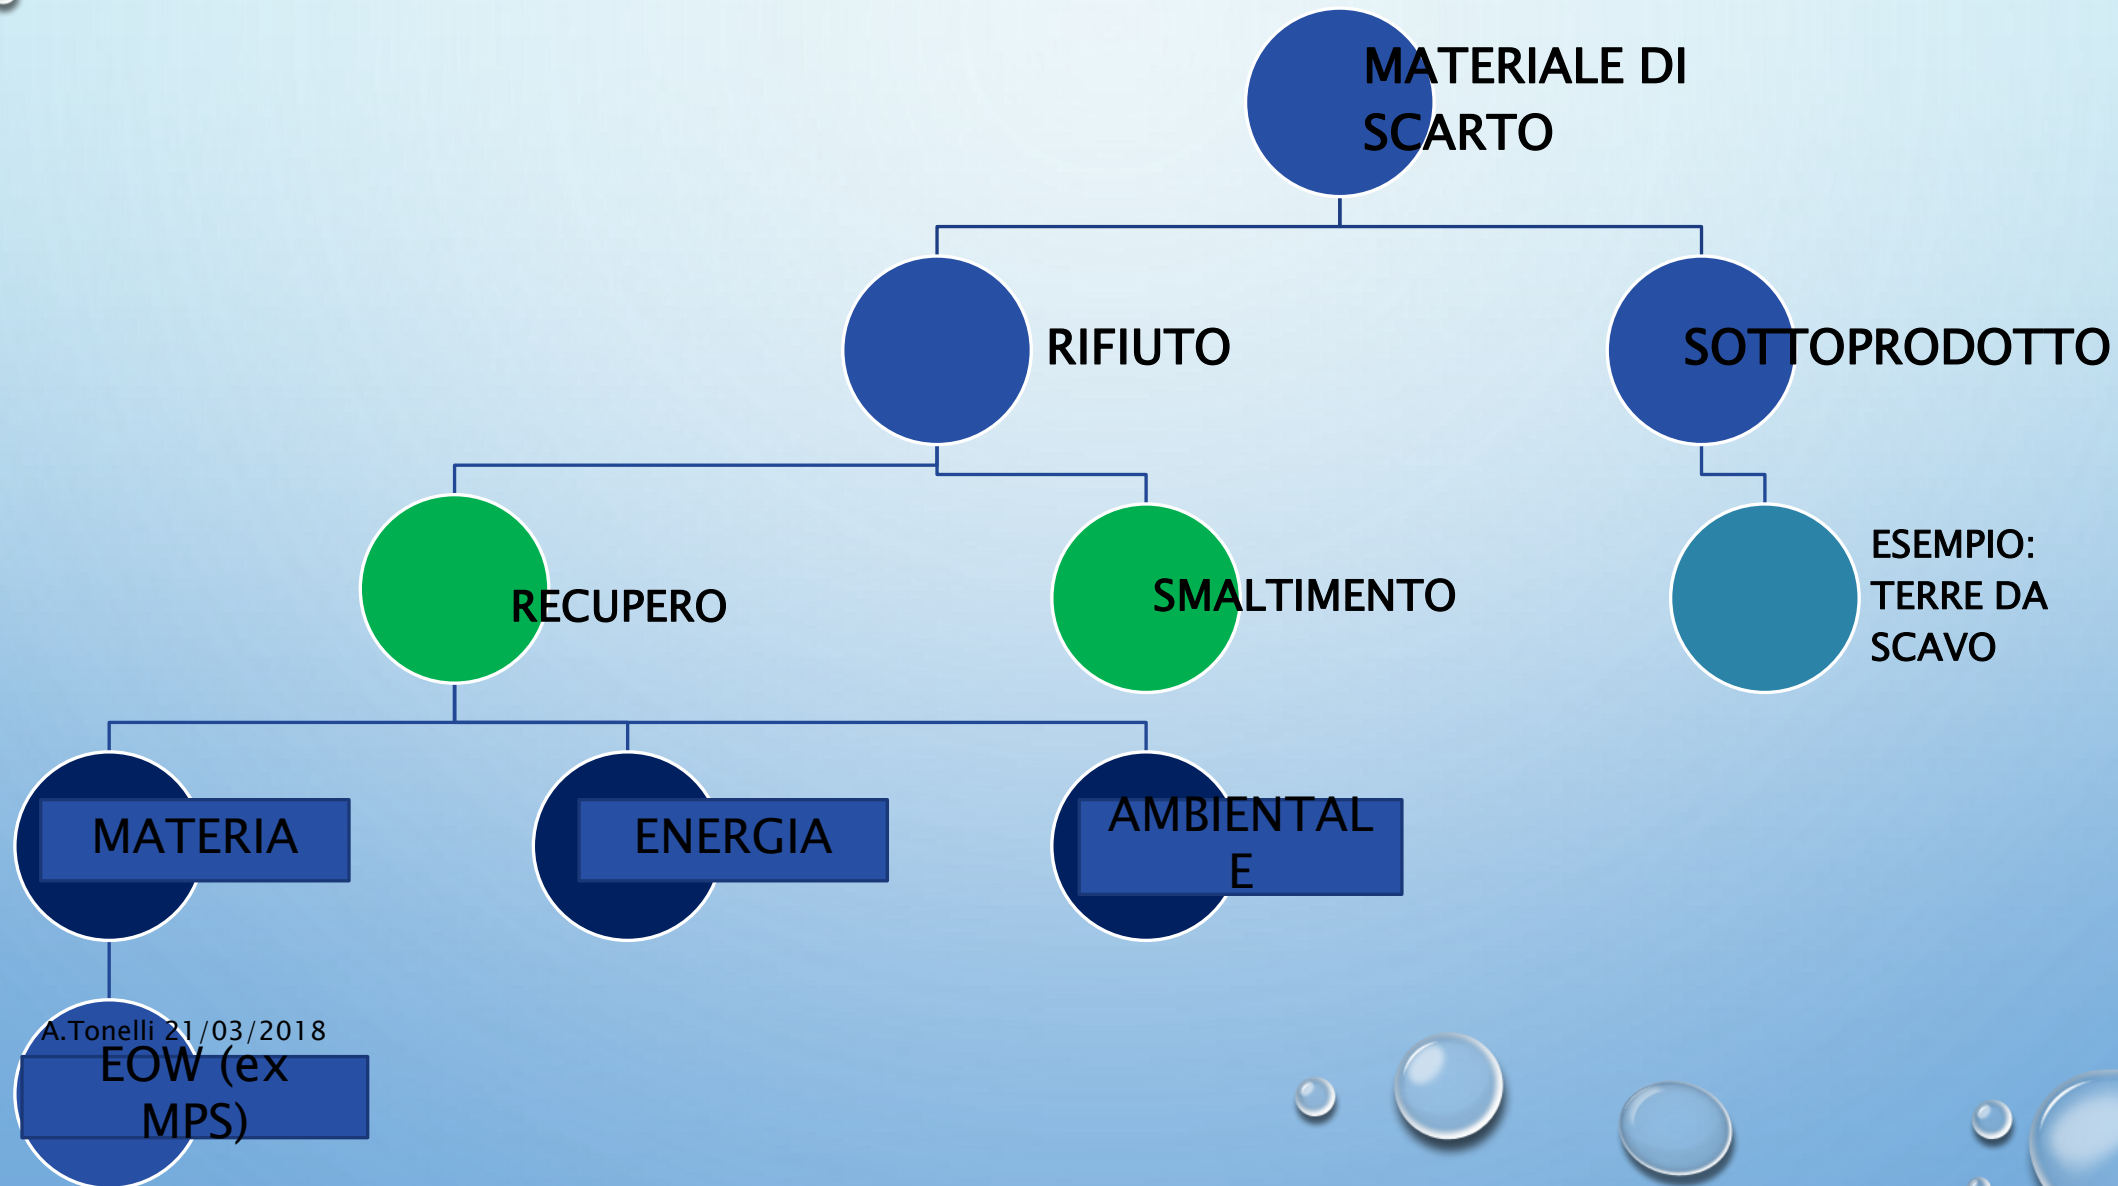 MATERIALE DI
SCARTO
RIFIUTO
SOTTOPRODOTTO
RECUPERO
SMALTIMENTO
ESEMPIO:
TERRE DA
SCAVO
MATERIA
ENERGIA
AMBIENTAL
E
A.Tonelli 21/03/2018
EOW (ex
MPS)